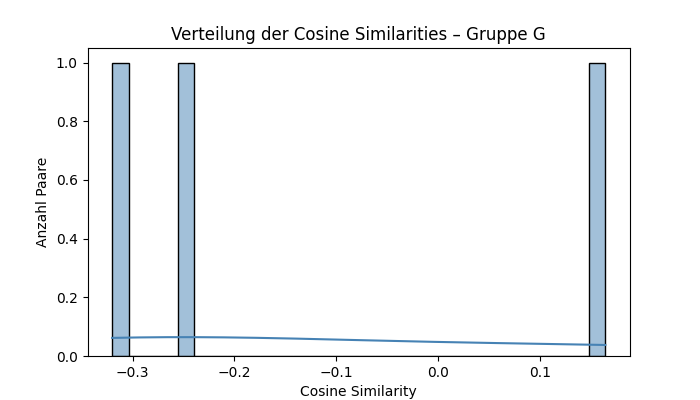 Verteilung der Cosine Similarities – Gruppe G
Anzahl Paare
1.0
0.8
0.6
0.4
0.2
0.0
−0.3 −0.2 −0.1 0.0 0.1
Cosine Similarity